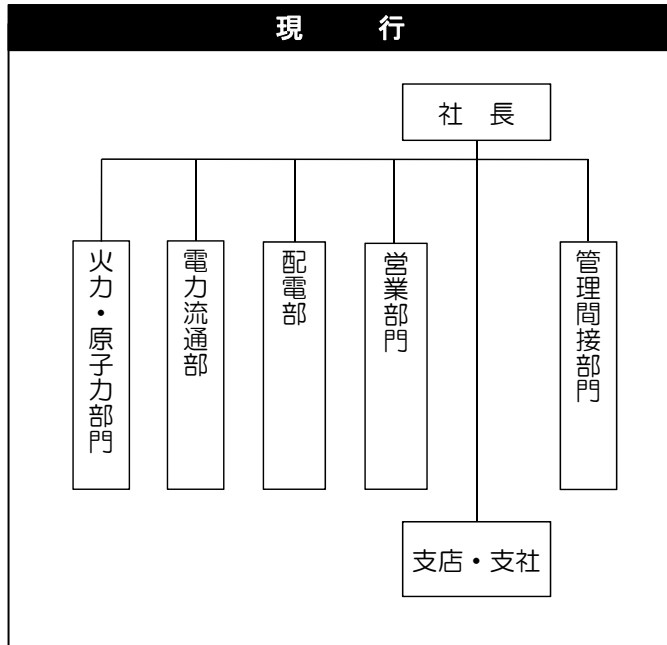 現　行
社　長
火力・原子力部門
電力流通部
配電部
営業部門
管理間接部門
支店・支社